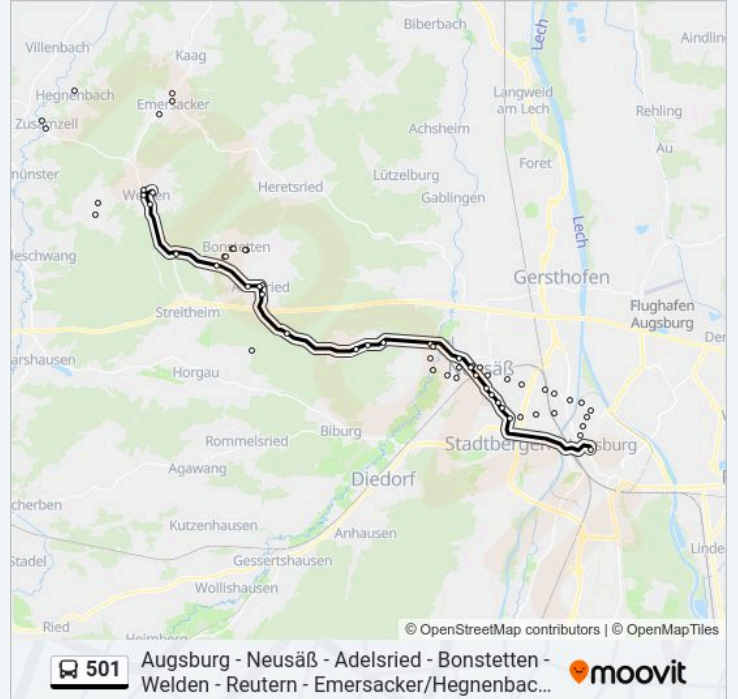 Biberbach
Aindlin
Villenbach
Kaag
Lech
Hegnenbach
Langweid
am Lech
Emersacker
Rehling
Zusamzell
Achsheim
Au
münster
Foret
Lützelburg
Heretsried
Welden
Gablingen
Lech
Bonstetten
leschwang
Gersthofen
Adelsried
Flughafen
Augsburg
Streitheim
Der
arshausen
Neusäß
Horgau
Biburg
Rommelsried
Stadtbergen
Augsburg
Agawang
Diedorf
cherben
Kutzenhausen
Anhausen
Linde
Stadel
Gessertshausen
Wollishausen
Ried
Heimberg
© OpenStreetMap contributors | © OpenMapTiles
501
Augsburg - Neusäß - Adelsried - Bonstetten -
Welden - Reutern - Emersacker/Hegnenbac...
moovit